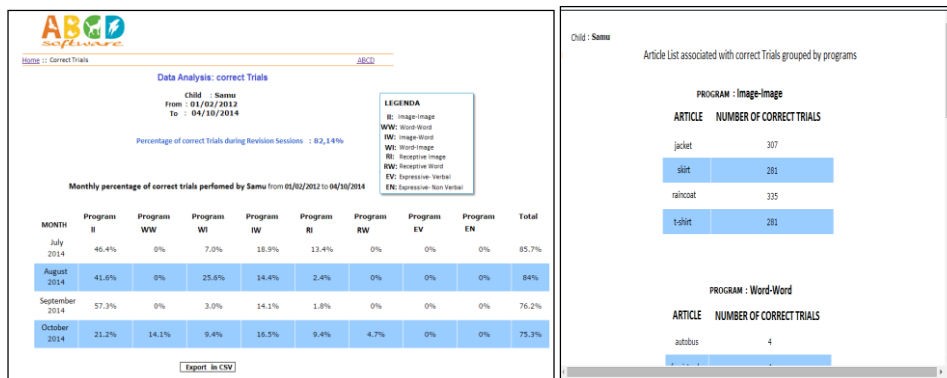 ABCD
software
Home :: Correct Trials ABCD
Data Analysis: correct Trials
Child : Samu
From : 01/02/2012
To : 04/10/2014
Percentage of correct Trials during Revision Sessions : 82,14%
LEGENDA
II: Image-Image
WW: Word-Word
IW: Image-Word
WI: Word-Image
RI: Receptive Image
RW: Receptive Word
EV: Expressive- Verbal
EN: Expressive- Non Verbal
Monthly percentage of correct trials perfomed by Samu from 01/02/2012 to 04/10/2014
MONTH Program II Program WW Program WI Program IW Program RI Program RW Program EV Program EN Total
July 2014 46.4% 0% 7.0% 18.9% 13.4% 0% 0% 0% 85.7%
August 2014 41.6% 0% 25.6% 14.4% 2.4% 0% 0% 0% 84%
September 2014 57.3% 0% 3.0% 14.1% 1.8% 0% 0% 0% 76.2%
October 2014 21.2% 14.1% 9.4% 16.5% 9.4% 4.7% 0% 0% 75.3%
Export in CSV
Child : Samu
Article List associated with correct Trials grouped by programs
PROGRAM : Image-Image
ARTICLE NUMBER OF CORRECT TRIALS
jacket 307
skirt 281
raincoat 335
t-shirt 281
PROGRAM : Word-Word
ARTICLE NUMBER OF CORRECT TRIALS
autobus 4